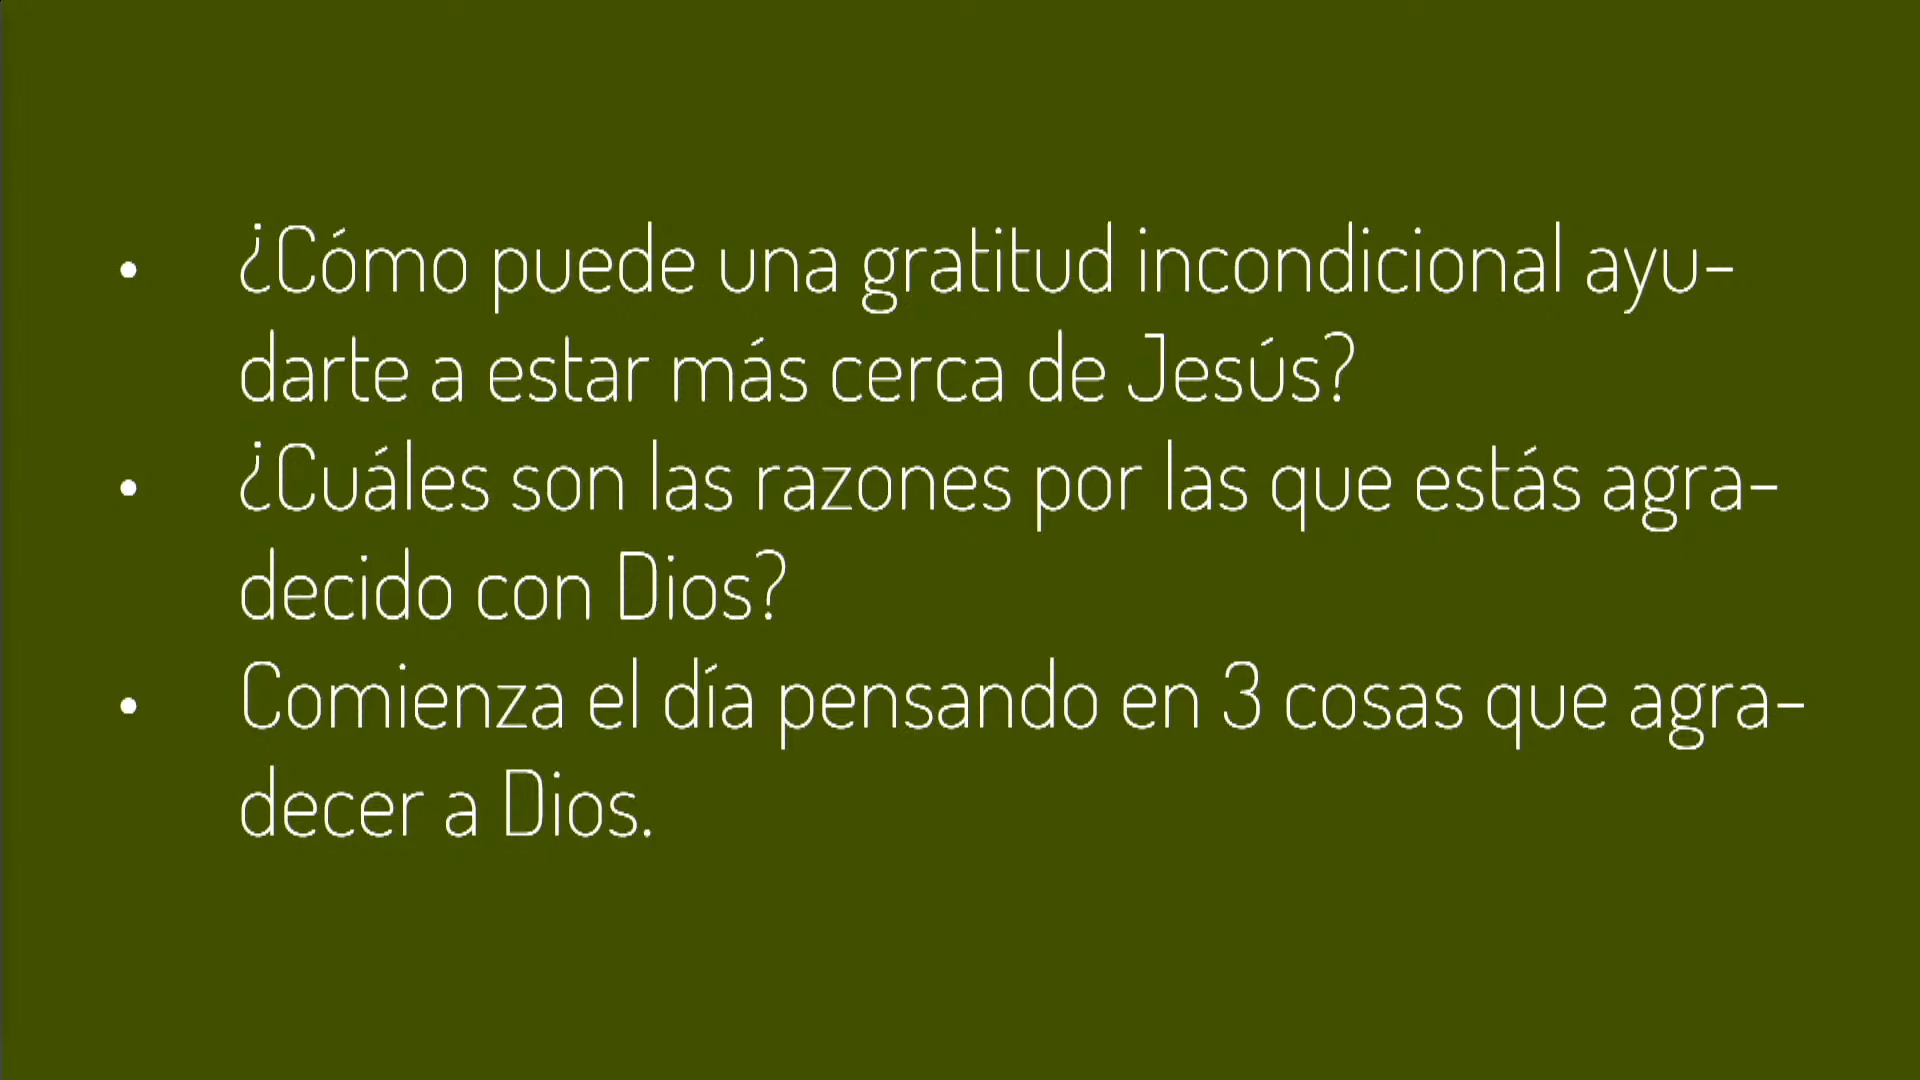 • ¿Cómo puede una gratitud incondicional ayu-
darte a estar más cerca de Jesús?
• ¿Cuáles son las razones por las que estás agra-
decido con Dios?
• Comienza el día pensando en 3 cosas que agra-
decer a Dios.